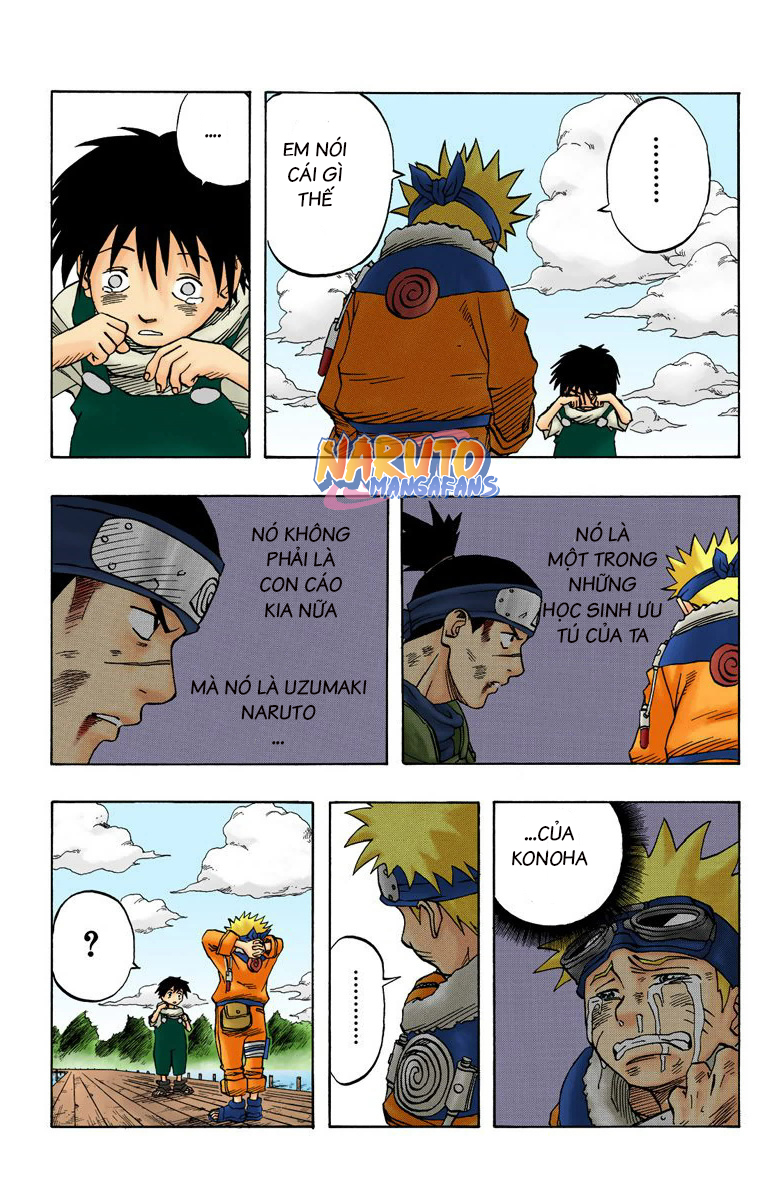 .........
EM NÓI
CÁI GÌ
THẾ
.....
NARUTO
MANGAFANS
NÓ LÀ
MỘT TRONG
NHỮNG
HỌC SINH ƯU
TÚ CỦA TA
NÓ KHÔNG
PHẢI LÀ
CON CÁO
KIA NỮA
MÀ NÓ LÀ UZUMAKI
NARUTO
...
...CỦA
KONOHA
.........
?